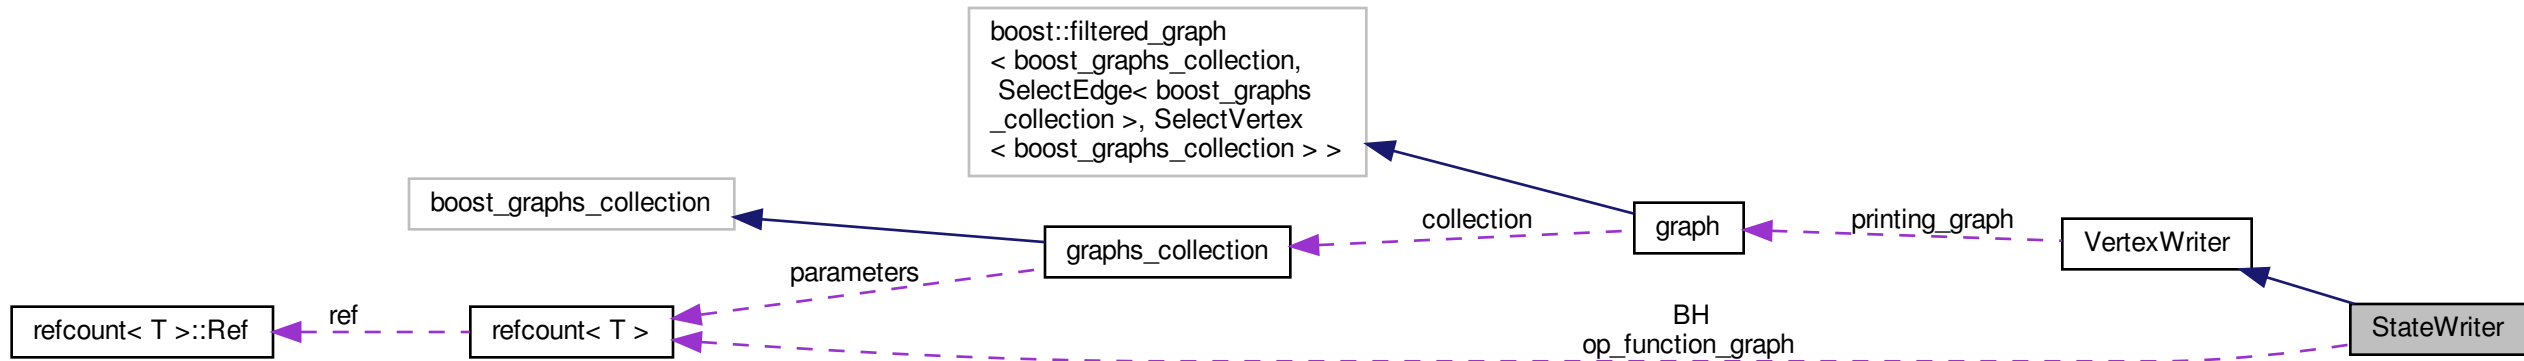 boost::filtered_graph
< boost_graphs_collection,
SelectEdge< boost_graphs
_collection >, SelectVertex
< boost_graphs_collection > >
boost_graphs_collection
collection
graph
printing_graph
VertexWriter
graphs_collection
parameters
refcount< T >::Ref
ref
refcount< T >
BH
op_function_graph
StateWriter